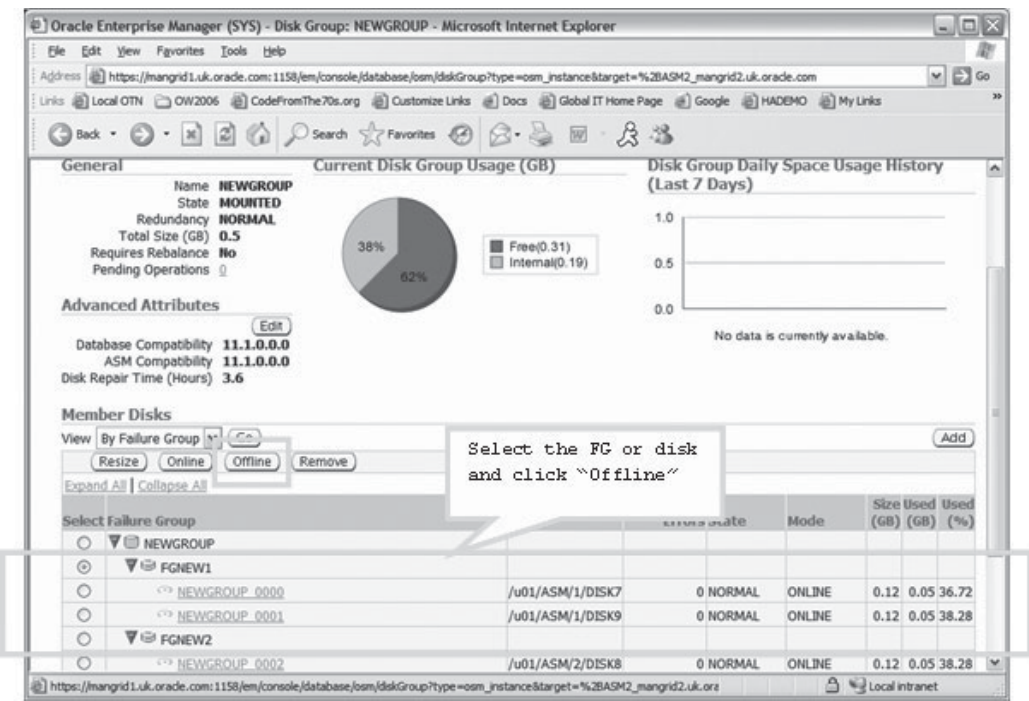 Oracle Enterprise Manager (SYS) - Disk Group: NEWGROUP - Microsoft Internet Explorer
File Edit View Favorites Tools Help
Address https://mangrid1.uk.oracle.com:1158/em/console/database/osm/diskGroup?type=osm_instance&target=%2BASM2_mangrid2.uk.oracle.com Go
Links Local OTN OW2006 CodeFromThe70s.org Customize Links Docs Global IT Home Page Google HADEMO My Links »
Back Search Favorites
General
Name NEWGROUP
State MOUNTED
Redundancy NORMAL
Total Size (GB) 0.5
Requires Rebalance No
Pending Operations 0
Advanced Attributes
Edit
Database Compatibility 11.1.0.0.0
ASM Compatibility 11.1.0.0.0
Disk Repair Time (Hours) 3.6
Current Disk Group Usage (GB)
38%
62%
Free(0.31)
Internal(0.19)
Disk Group Daily Space Usage History
(Last 7 Days)
1.0
0.5
0.0
No data is currently available.
Member Disks
View By Failure Group Go
Add
Resize Online Offline Remove
Select the FG or disk
and click "Offline"
Expand All | Collapse All
Select Failure Group Errors State Mode Size (GB) Used (GB) Used (%)
NEWGROUP
FGNEW1
NEWGROUP_0000 /u01/ASM/1/DISK7 0 NORMAL ONLINE 0.12 0.05 36.72
NEWGROUP_0001 /u01/ASM/1/DISK9 0 NORMAL ONLINE 0.12 0.05 38.28
FGNEW2
NEWGROUP_0002 /u01/ASM/2/DISK8 0 NORMAL ONLINE 0.12 0.05 38.28
https://mangrid1.uk.oracle.com:1158/em/console/database/osm/diskGroup?type=osm_instance&target=%2BASM2_mangrid2.uk.ora Local intranet